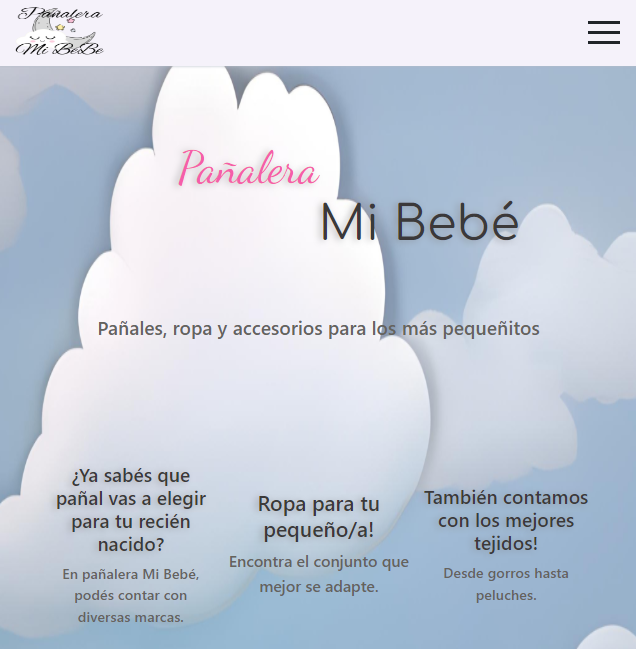 Pañalera
Mi BeBe
Pañalera
Mi Bebé
Pañales, ropa y accesorios para los más pequeñitos
¿Ya sabés que
pañal vas a elegir
para tu recién
nacido?
En pañalera Mi Bebé,
podés contar con
diversas marcas.
Ropa para tu
pequeño/a!
Encontra el conjunto que
mejor se adapte.
También contamos
con los mejores
tejidos!
Desde gorros hasta
peluches.